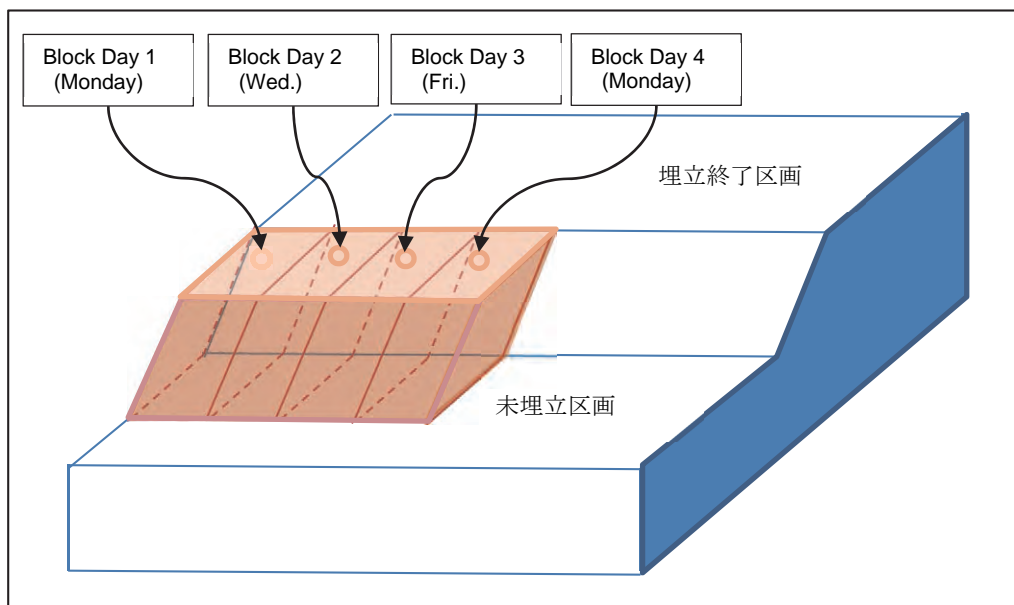 Block Day 1
(Monday)
Block Day 2
(Wed.)
Block Day 3
(Fri.)
Block Day 4
(Monday)
埋立終了区画
未埋立区画